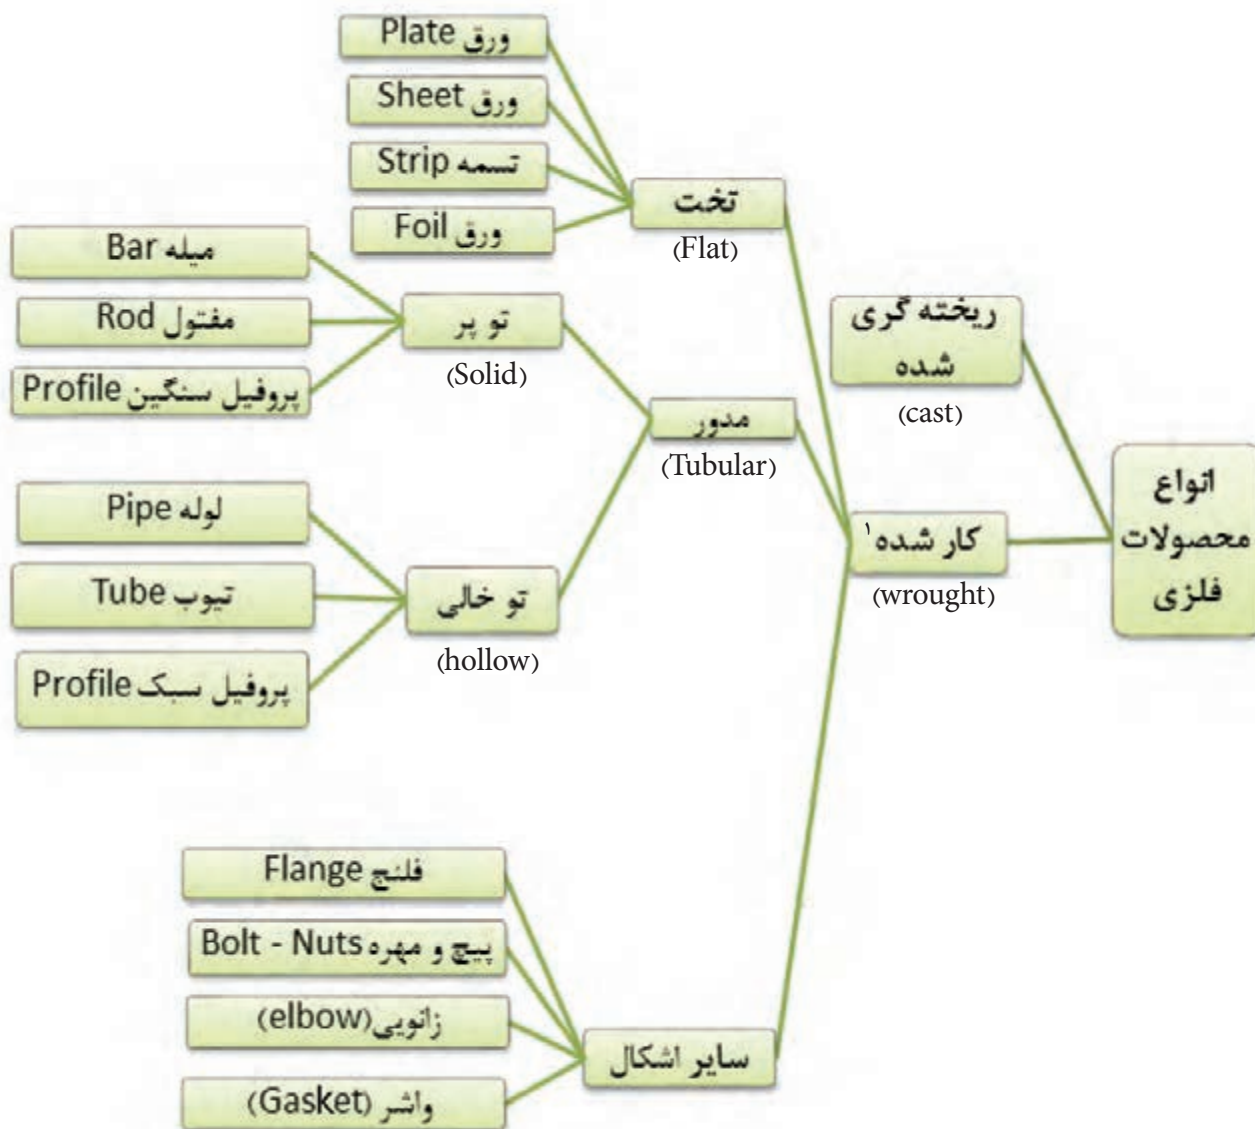 انواع
محصولات
فلزی
ریخته گری
شده
(cast)
کار شده۱
(wrought)
تخت
(Flat)
ورق Plate
ورق Sheet
تسمه Strip
ورق Foil
مدور
(Tubular)
تو پر
(Solid)
میله Bar
مفتول Rod
پروفیل سنگین Profile
تو خالی
(hollow)
لوله Pipe
تیوب Tube
پروفیل سبک Profile
سایر اشکال
فلنج Flange
پیچ و مهره Bolt - Nuts
زانویی(elbow)
واشر (Gasket)